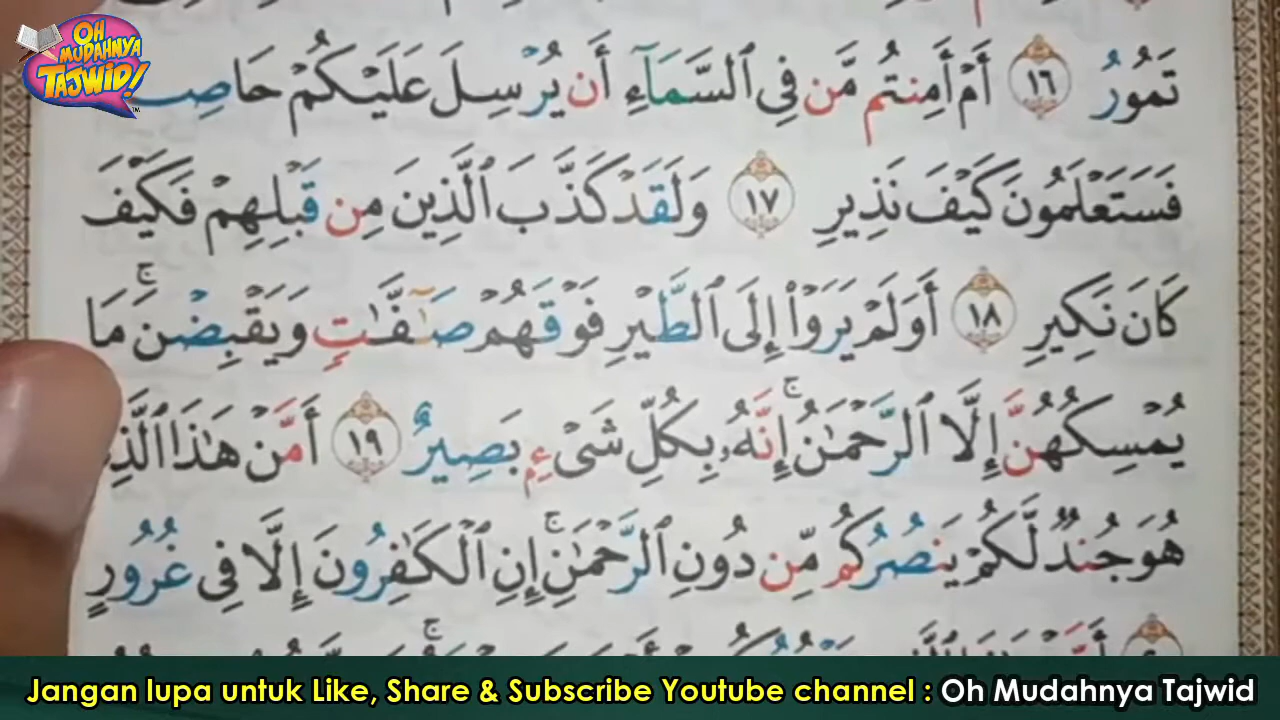 OH
MUDAHNYA
TAJWID!
™
تَمُورُ ١٦ أَمْ أَمِنتُم مَّن فِي ٱلسَّمَآءِ أَن يُرْسِلَ عَلَيْكُمْ
فَسَتَعْلَمُونَ كَيْفَ نَذِيرِ ١٧ وَلَقَدْ كَذَّبَ ٱلَّذِينَ مِن قَبْلِهِمْ فَكَيْفَ
كَانَ نَكِيرِ ١٨ أَوَلَمْ يَرَوْا۟ إِلَى ٱلطَّيْرِ فَوْقَهُمْ صَـٰٓفَّـٰتٍ وَيَقْبِضْنَ ۚ مَا
يُمْسِكُهُنَّ إِلَّا ٱلرَّحْمَـٰنُ ۚ إِنَّهُۥ بِكُلِّ شَىْءٍۭ بَصِيرٌ ١٩ أَمَّنْ هَـٰذَا ٱلَّذِ
هُوَ جُندٌ لَّكُمْ يَنصُرُكُم مِّن دُونِ ٱلرَّحْمَـٰنِ ۚ إِنِ ٱلْكَـٰفِرُونَ إِلَّا فِى غُرُورٍ
Jangan lupa untuk Like, Share & Subscribe Youtube channel : Oh Mudahnya Tajwid